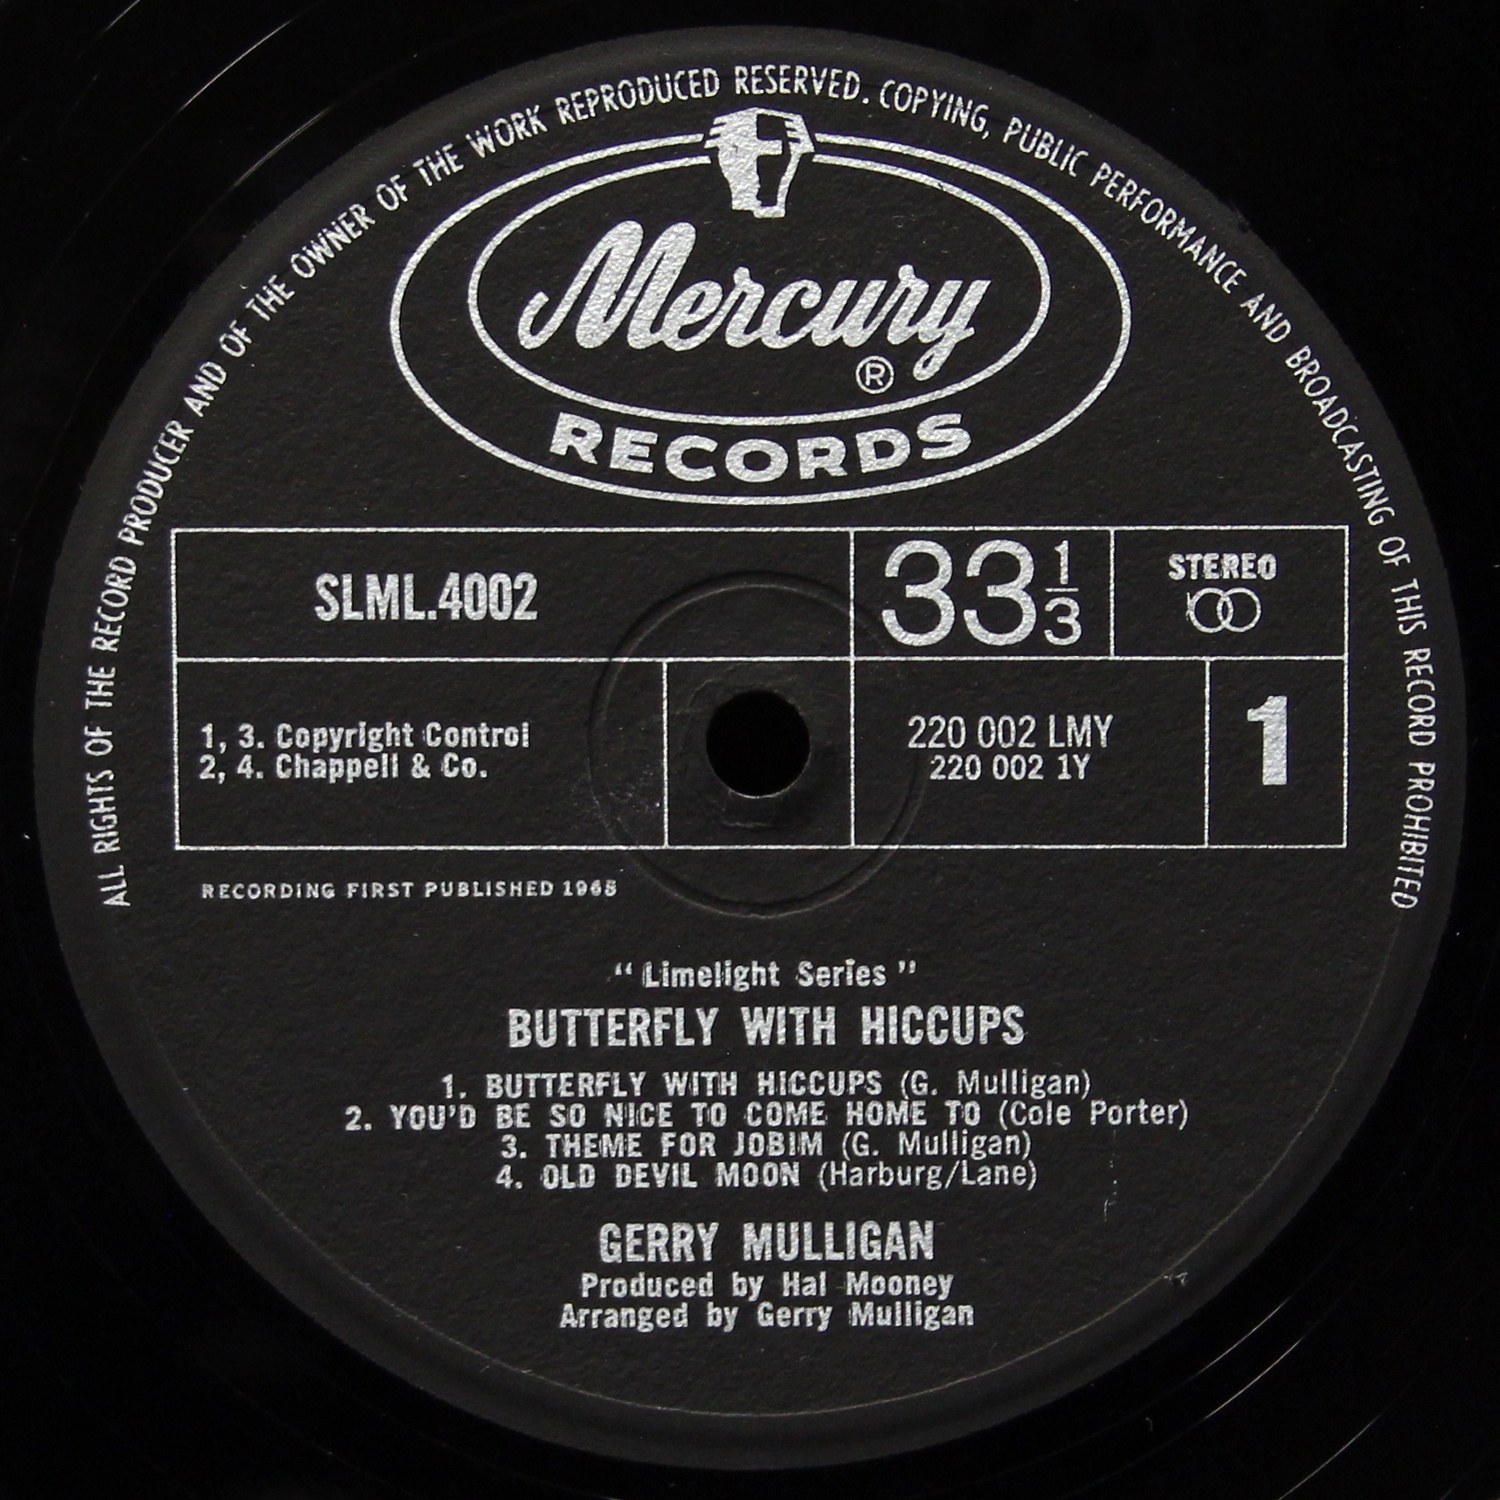 ALL RIGHTS OF THE RECORD PRODUCER AND OF THE OWNER OF THE WORK REPRODUCED RESERVED. COPYING, PUBLIC PERFORMANCE AND BROADCASTING OF THIS RECORD PROHIBITED
Mercury
®
RECORDS
SLML.4002
33 1/3
STEREO
1, 3. Copyright Control
2, 4. Chappell & Co.
220 002 LMY
220 002 1Y
1
RECORDING FIRST PUBLISHED 1965
“ Limelight Series ”
BUTTERFLY WITH HICCUPS
1. BUTTERFLY WITH HICCUPS (G. Mulligan)
2. YOU'D BE SO NICE TO COME HOME TO (Cole Porter)
3. THEME FOR JOBIM (G. Mulligan)
4. OLD DEVIL MOON (Harburg/Lane)
GERRY MULLIGAN
Produced by Hal Mooney
Arranged by Gerry Mulligan